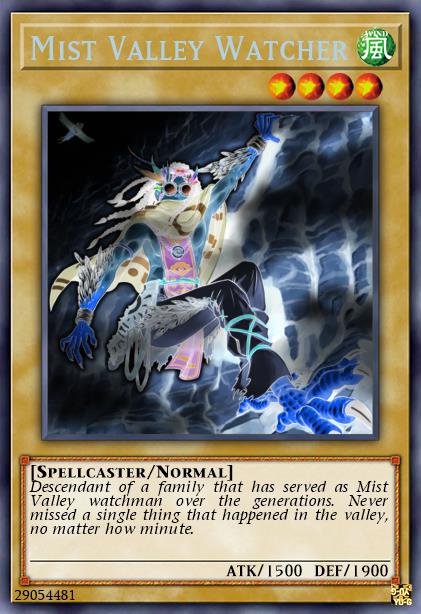 Mist Valley Watcher
WIND
風
[Spellcaster/Normal]
Descendant of a family that has served as Mist
Valley watchman over the generations. Never
missed a single thing that happened in the valley,
no matter how minute.
ATK/1500 DEF/1900
29054481